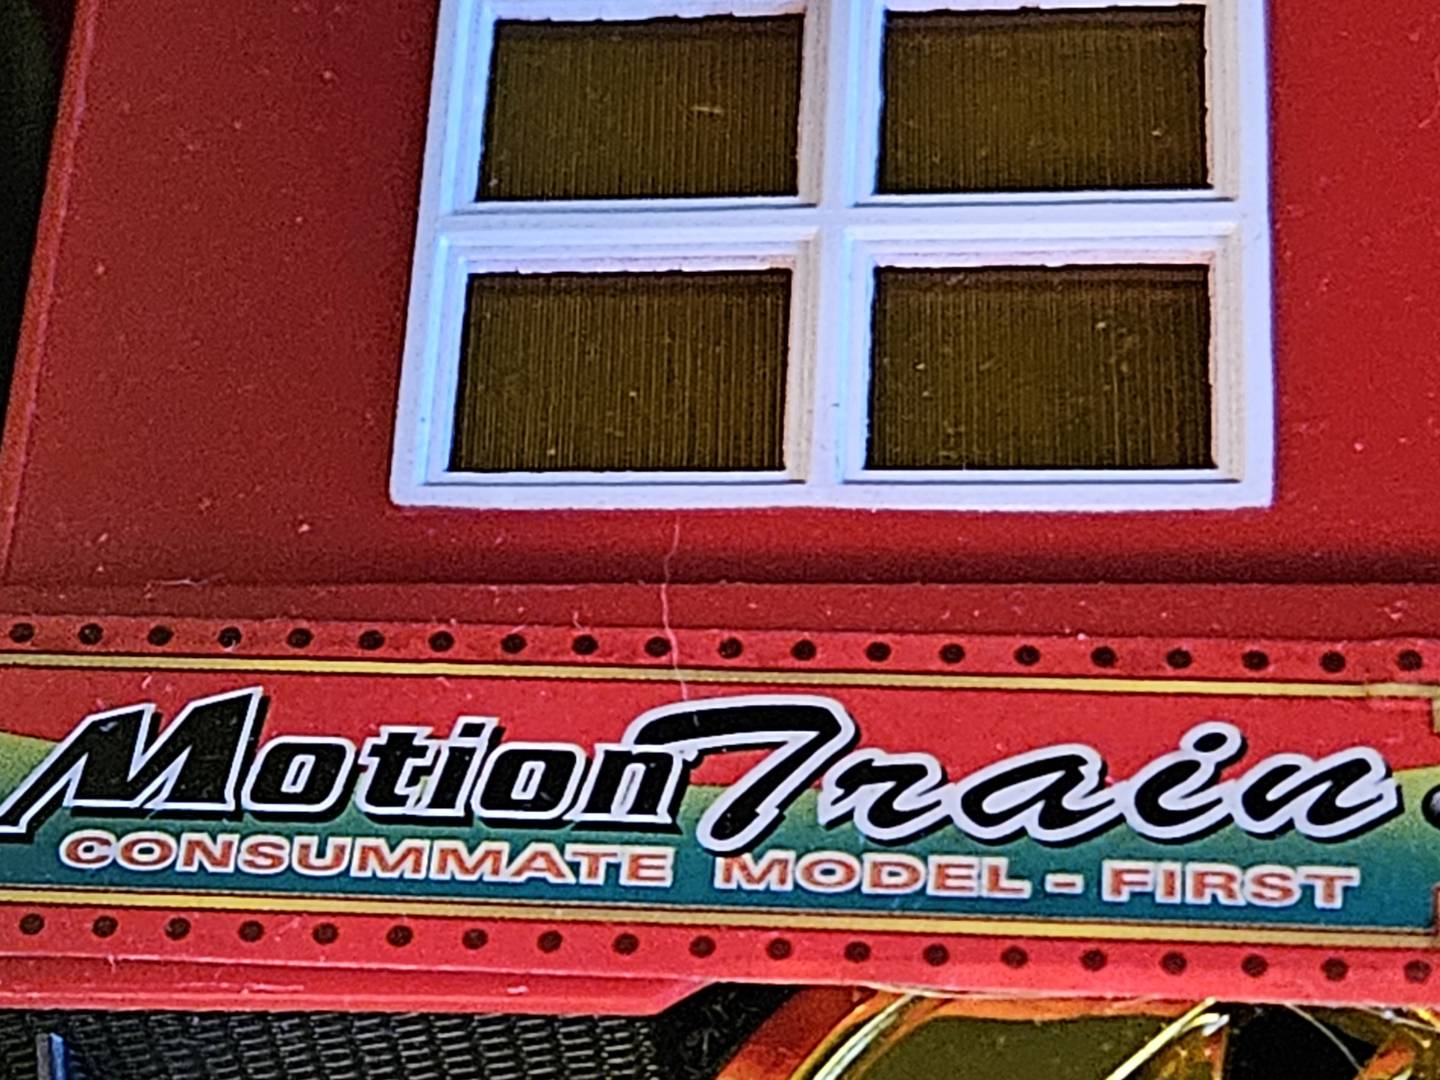 MotionTrain
CONSUMMATE MODEL - FIRST